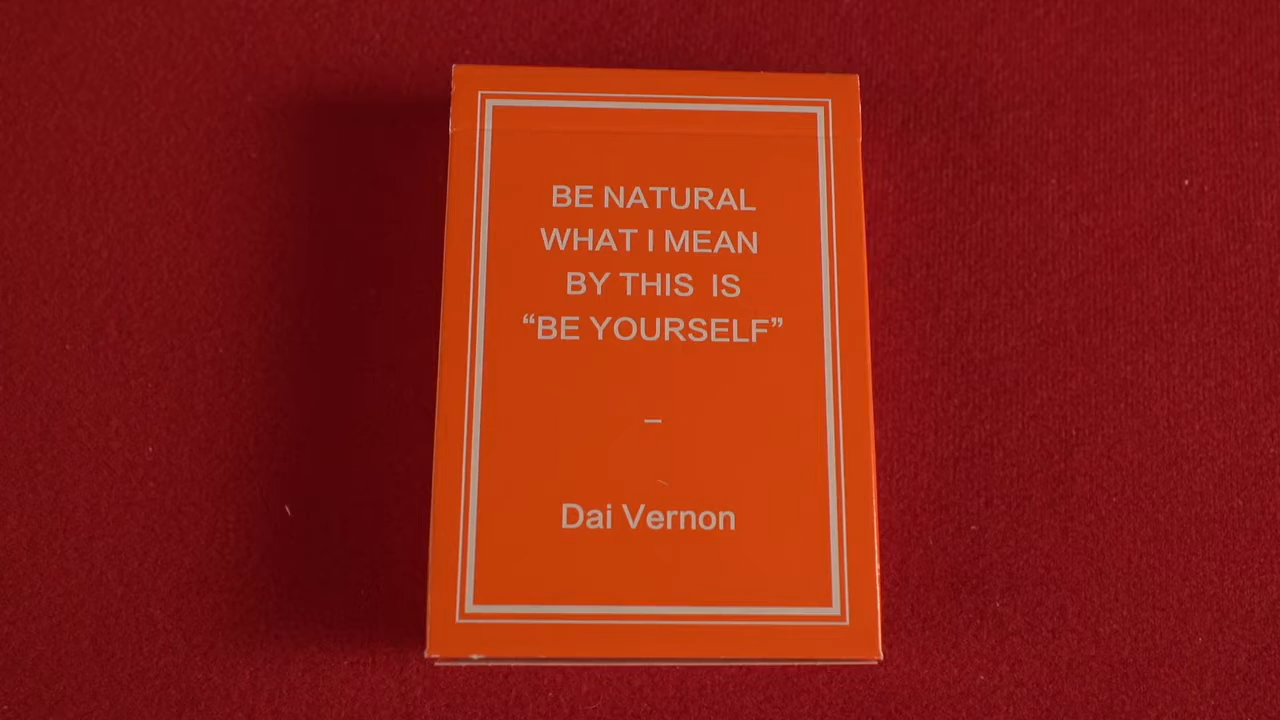 BE NATURAL
WHAT I MEAN
BY THIS IS
“BE YOURSELF”
–
Dai Vernon